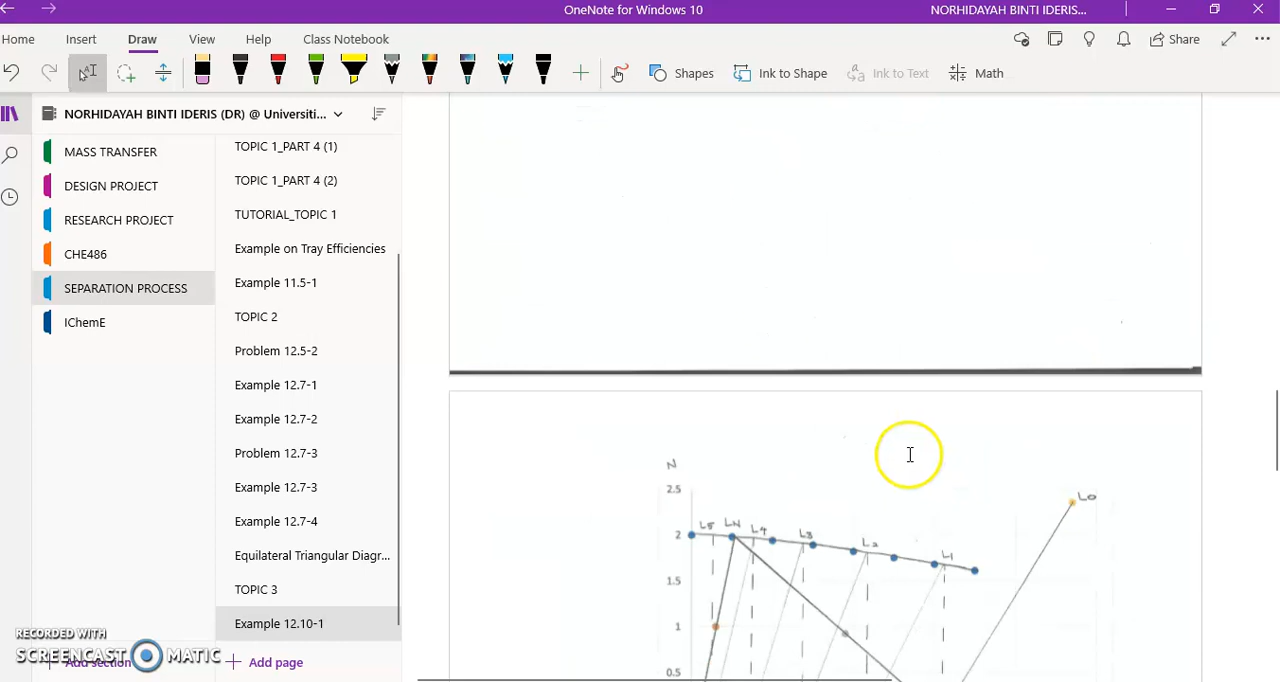 OneNote for Windows 10
NORHIDAYAH BINTI IDERIS...
Home
Insert
Draw
View
Help
Class Notebook
Share
Shapes
Ink to Shape
Ink to Text
Math
NORHIDAYAH BINTI IDERIS (DR) @ Universiti...
MASS TRANSFER
DESIGN PROJECT
RESEARCH PROJECT
CHE486
SEPARATION PROCESS
IChemE
Add section
TOPIC 1_PART 4 (1)
TOPIC 1_PART 4 (2)
TUTORIAL_TOPIC 1
Example on Tray Efficiencies
Example 11.5-1
TOPIC 2
Problem 12.5-2
Example 12.7-1
Example 12.7-2
Problem 12.7-3
Example 12.7-3
Example 12.7-4
Equilateral Triangular Diagr...
TOPIC 3
Example 12.10-1
Add page
N
2.5
2
1.5
1
0.5
L5 LN L4 L3 L2 L1
L0
RECORDED WITH
SCREENCAST MATIC